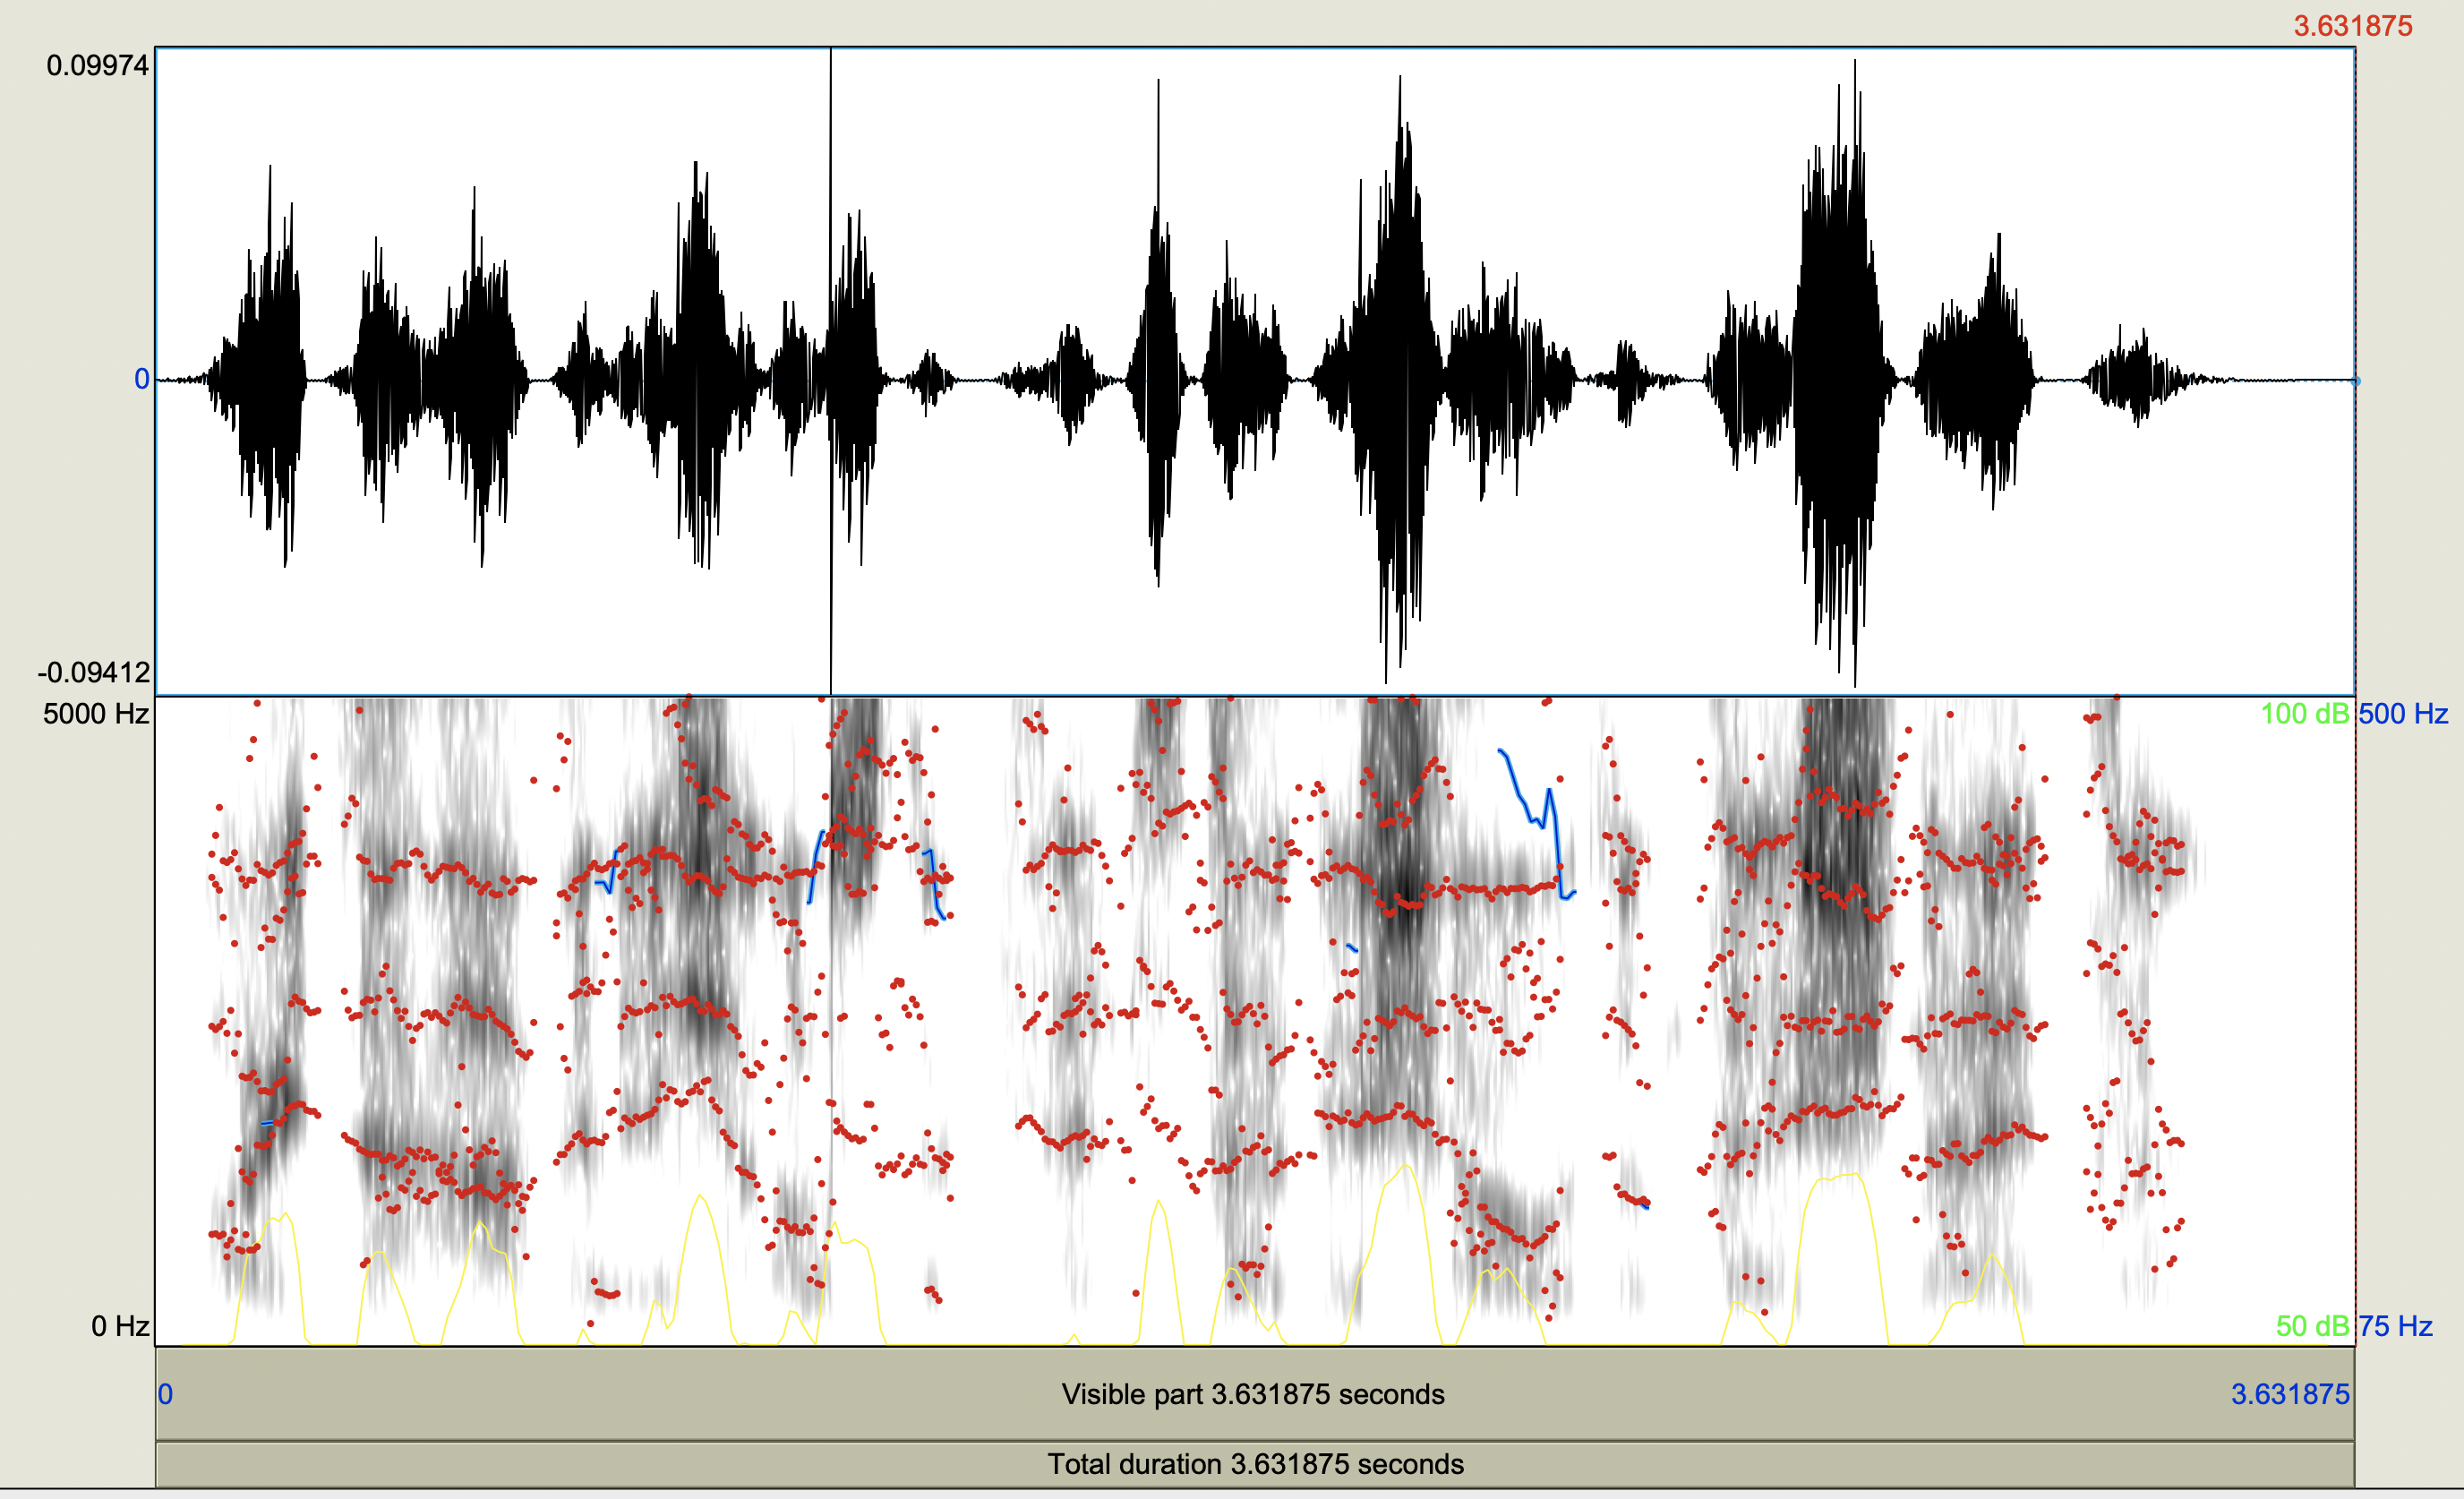 3.631875
0.09974
0
-0.09412
5000 Hz 100 dB 500 Hz
0 Hz 50 dB 75 Hz
0 Visible part 3.631875 seconds 3.631875
Total duration 3.631875 seconds